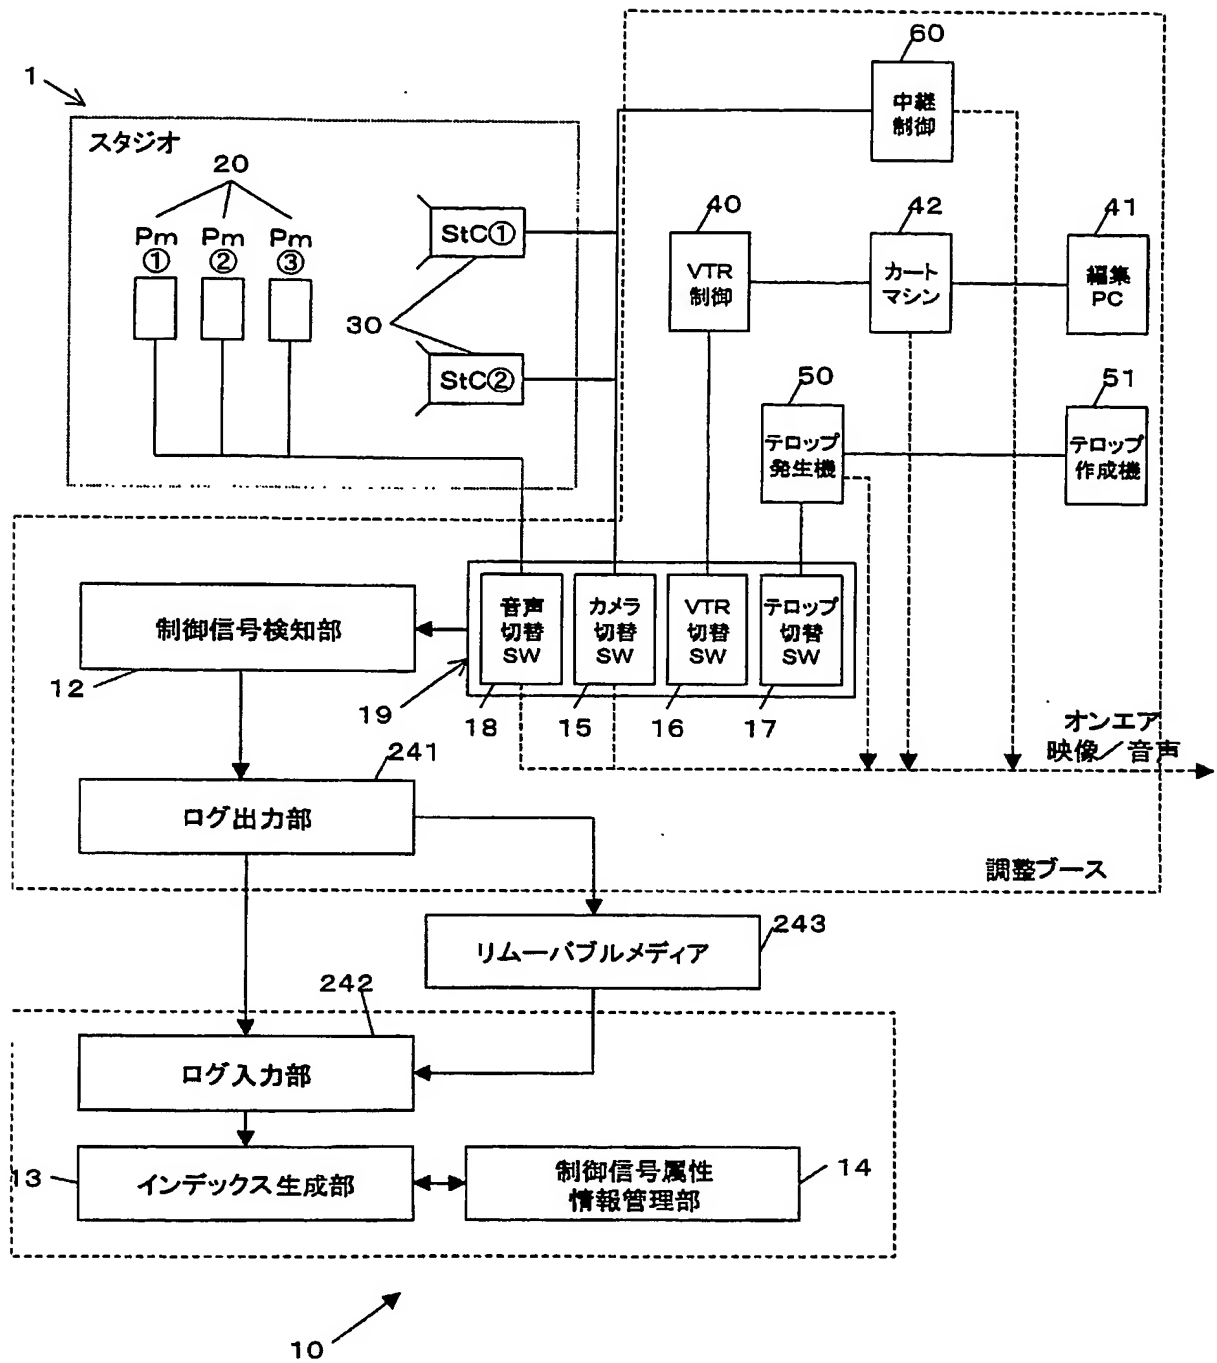 60
1
中継
制御
スタジオ
20
Pm
①
Pm
②
Pm
③
StC①
30
StC②
40
42
41
VTR
制御
カート
マシン
編集
PC
50
51
テロップ
発生機
テロップ
作成機
制御信号検知部
音声
切替
SW
カメラ
切替
SW
VTR
切替
SW
テロップ
切替
SW
12
19
18
15
16
17
オンエア
映像/音声
241
ログ出力部
調整ブース
リムーバブルメディア
243
242
ログ入力部
13
インデックス生成部
制御信号属性
情報管理部
14
10